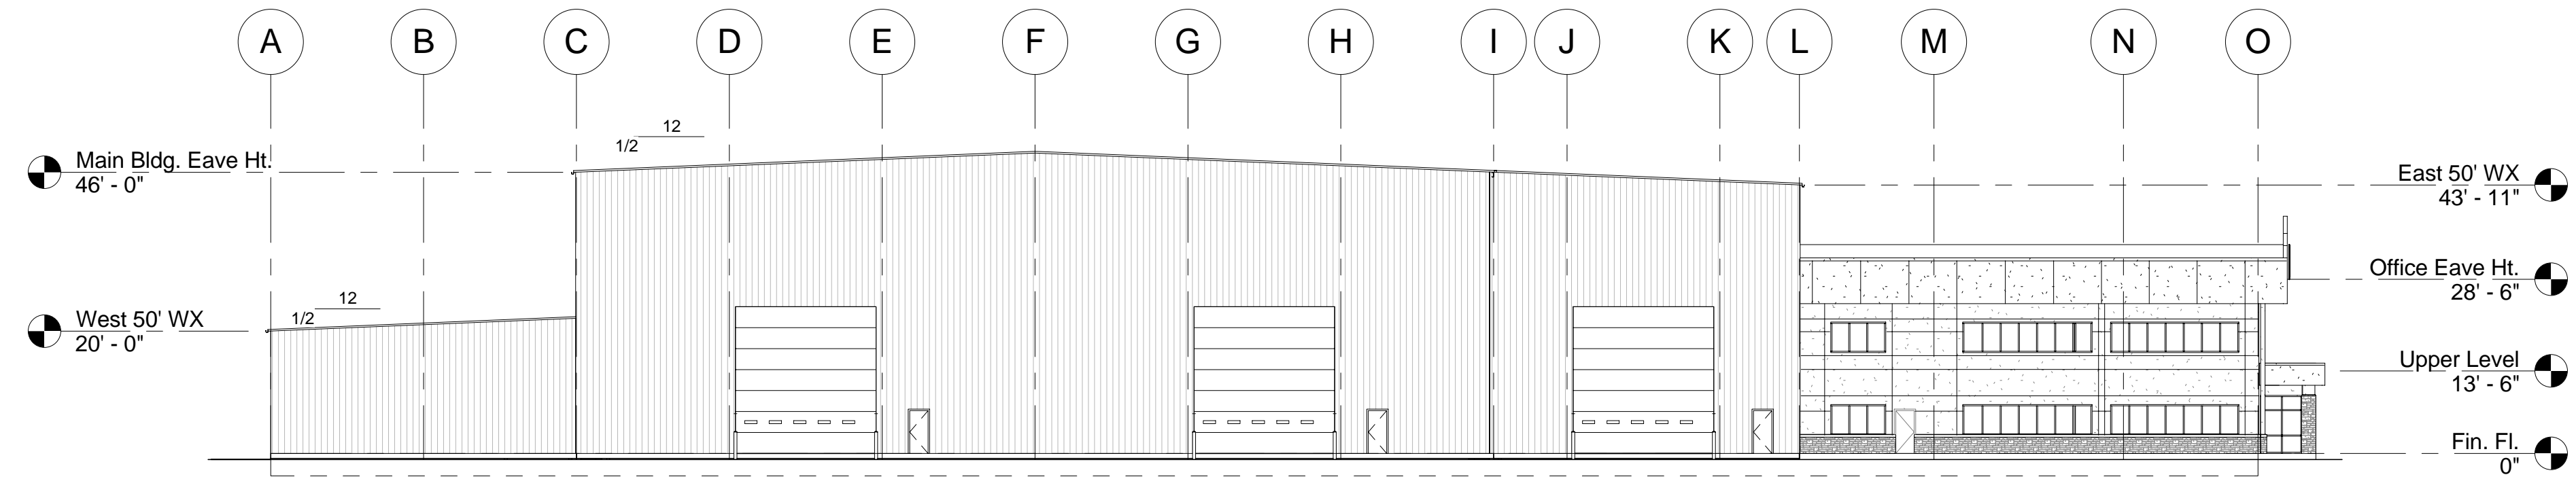 A B C D E F G H I J K L M N O
12
1/2
Main Bldg. Eave Ht.
46' - 0"
East 50' WX
43' - 11"
Office Eave Ht.
28' - 6"
12
1/2
West 50' WX
20' - 0"
Upper Level
13' - 6"
Fin. Fl.
0"